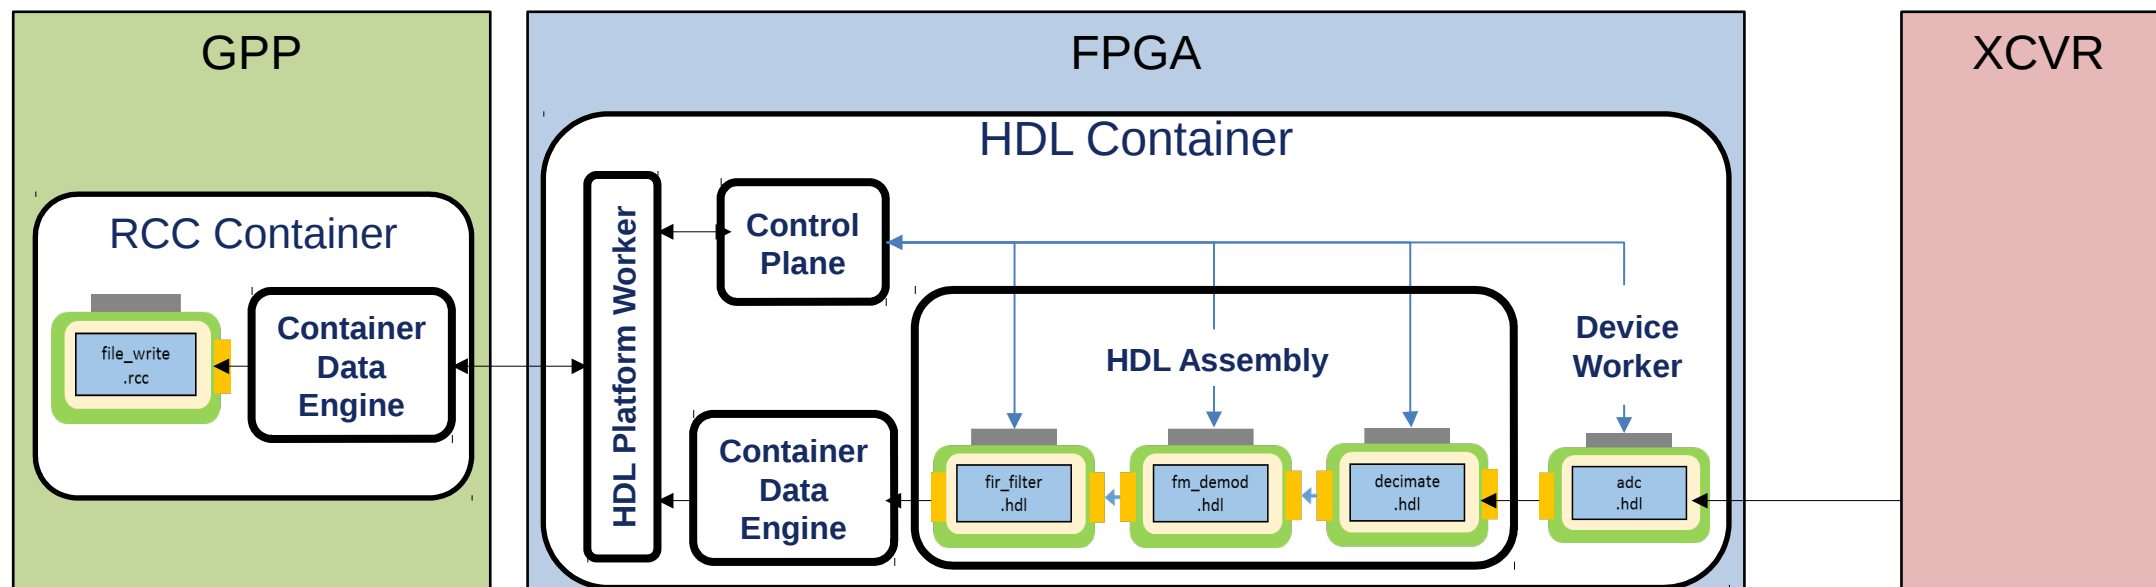 GPP
FPGA
XCVR
HDL Container
RCC Container
HDL Platform Worker
Control
Plane
Container
Data
Engine
file_write
.rcc
Device
Worker
HDL Assembly
Container
Data
Engine
fir_filter
.hdl
fm_demod
.hdl
decimate
.hdl
adc
.hdl